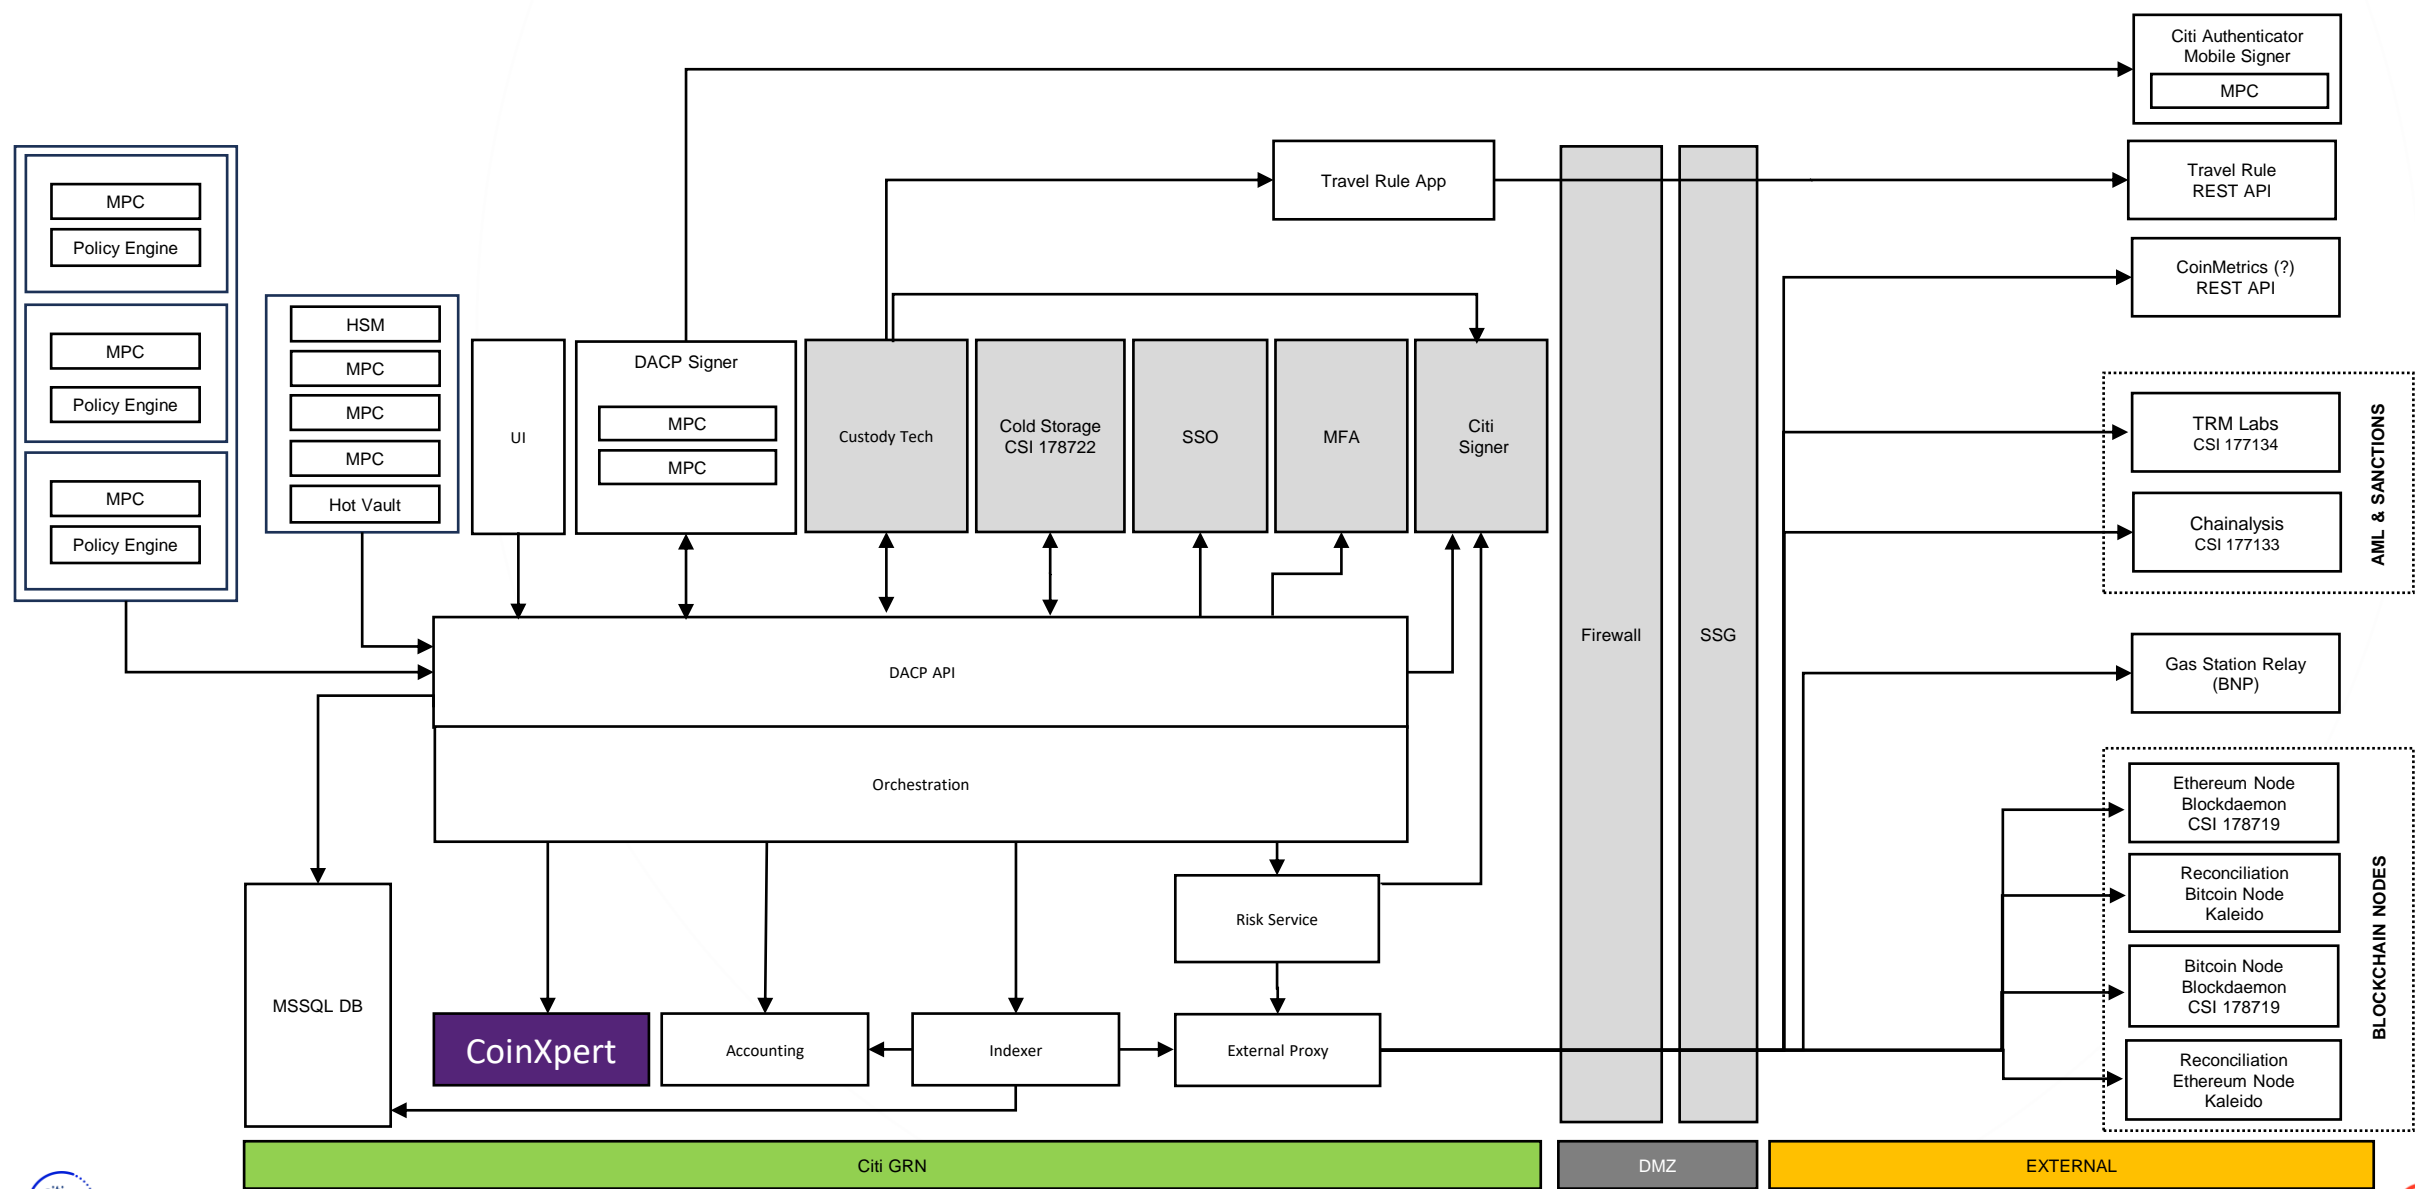 Citi Authenticator
Mobile Signer
MPC
Travel Rule App
Travel Rule
REST API
CoinMetrics (?)
REST API
MPC
Policy Engine
MPC
Policy Engine
MPC
Policy Engine
HSM
MPC
MPC
MPC
Hot Vault
UI
DACP Signer
MPC
MPC
Custody Tech
Cold Storage
CSI 178722
SSO
MFA
Citi
Signer
Firewall
SSG
TRM Labs
CSI 177134
Chainalysis
CSI 177133
AML & SANCTIONS
DACP API
Orchestration
Gas Station Relay
(BNP)
Ethereum Node
Blockdaemon
CSI 178719
Reconciliation
Bitcoin Node
Kaleido
Bitcoin Node
Blockdaemon
CSI 178719
Reconciliation
Ethereum Node
Kaleido
BLOCKCHAIN NODES
Risk Service
MSSQL DB
CoinXpert
Accounting
Indexer
External Proxy
Citi GRN
DMZ
EXTERNAL
citi